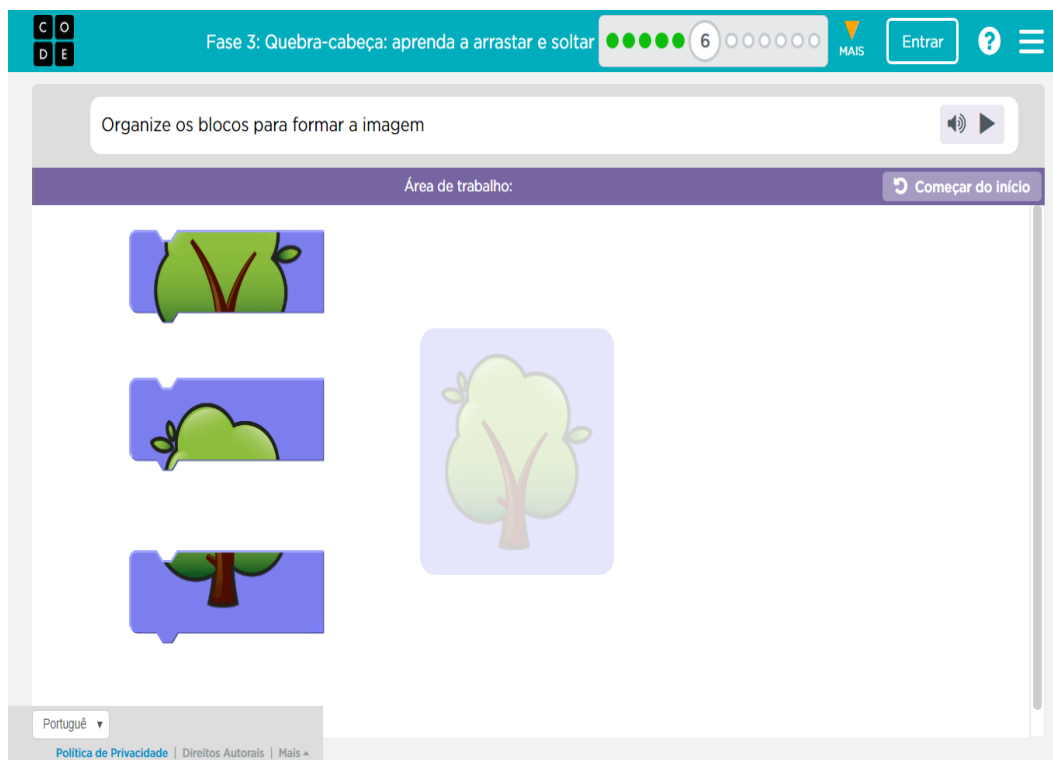 C O
D E
Fase 3: Quebra-cabeça: aprenda a arrastar e soltar
6
MAIS
Entrar
?
Organize os blocos para formar a imagem
Área de trabalho:
Começar do início
Portuguê
Política de Privacidade | Direitos Autorais | Mais